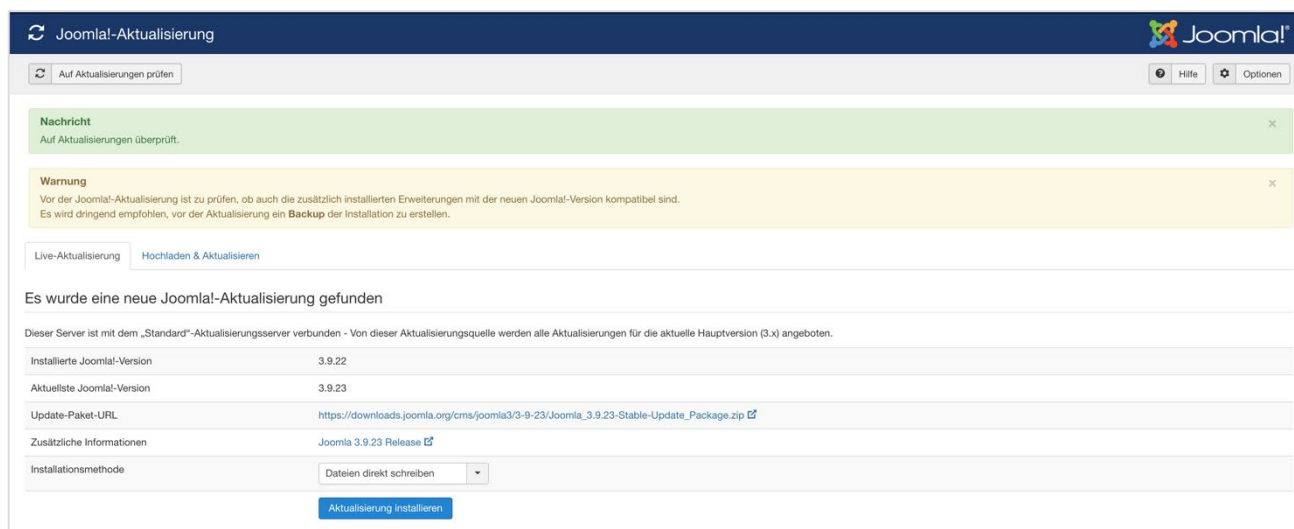 Joomla!-Aktualisierung
Joomla!®
Auf Aktualisierungen prüfen
Hilfe
Optionen
Nachricht
Auf Aktualisierungen überprüft.
Warnung
Vor der Joomla!-Aktualisierung ist zu prüfen, ob auch die zusätzlich installierten Erweiterungen mit der neuen Joomla!-Version kompatibel sind.
Es wird dringend empfohlen, vor der Aktualisierung ein Backup der Installation zu erstellen.
Live-Aktualisierung
Hochladen & Aktualisieren
Es wurde eine neue Joomla!-Aktualisierung gefunden
Dieser Server ist mit dem „Standard“-Aktualisierungsserver verbunden - Von dieser Aktualisierungsquelle werden alle Aktualisierungen für die aktuelle Hauptversion (3.x) angeboten.
Installierte Joomla!-Version 3.9.22
Aktuellste Joomla!-Version 3.9.23
Update-Paket-URL https://downloads.joomla.org/cms/joomla3/3-9-23/Joomla_3.9.23-Stable-Update_Package.zip
Zusätzliche Informationen Joomla 3.9.23 Release
Installationsmethode Dateien direkt schreiben
Aktualisierung installieren